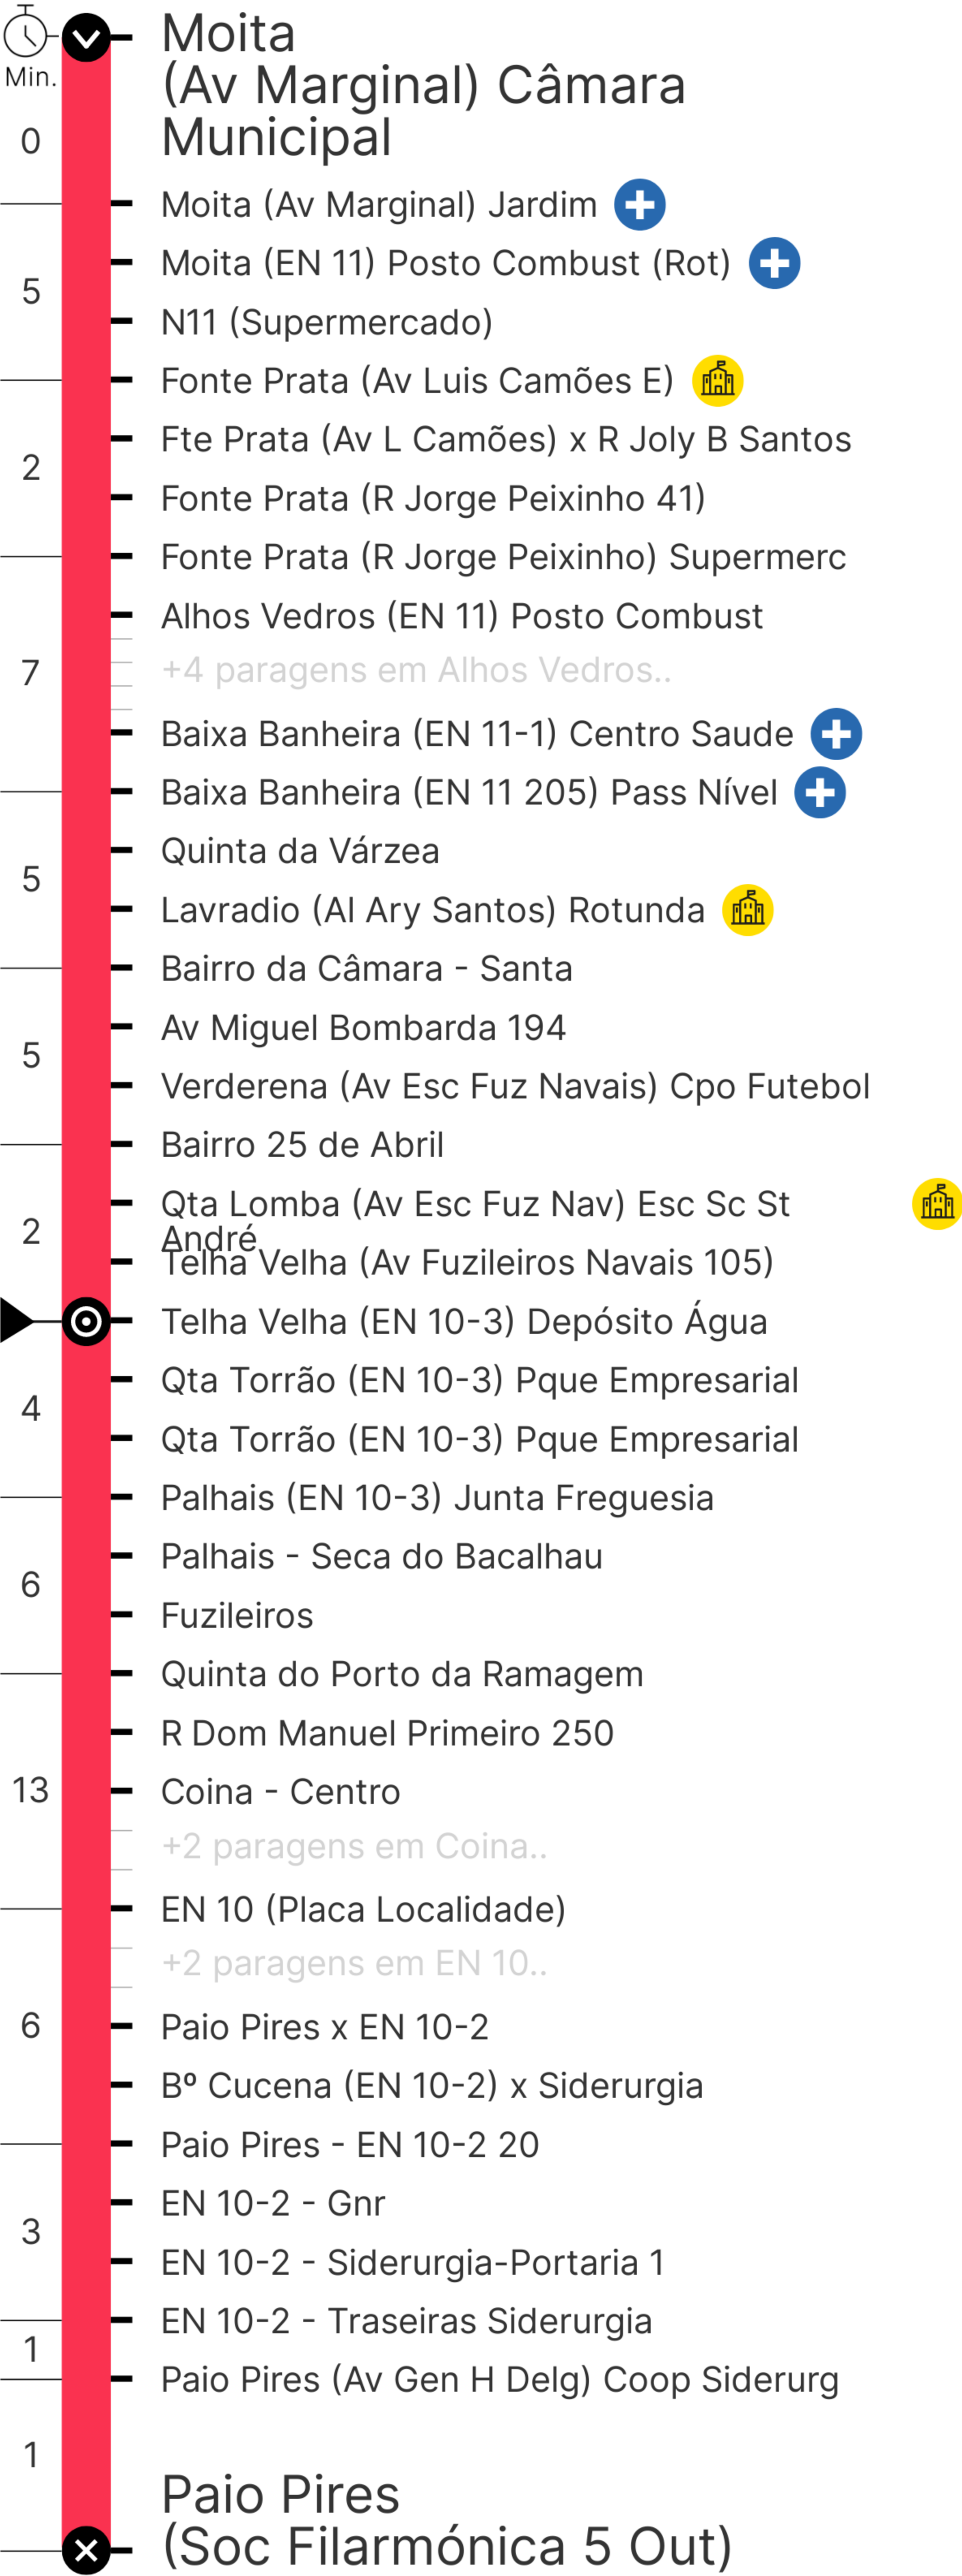 Moita
(Av Marginal) Câmara
Municipal
Min.
0
Moita (Av Marginal) Jardim
Moita (EN 11) Posto Combust (Rot)
5
N11 (Supermercado)
Fonte Prata (Av Luis Camões E)
Fte Prata (Av L Camões) x R Joly B Santos
2
Fonte Prata (R Jorge Peixinho 41)
Fonte Prata (R Jorge Peixinho) Supermerc
Alhos Vedros (EN 11) Posto Combust
7
+4 paragens em Alhos Vedros..
Baixa Banheira (EN 11-1) Centro Saude
Baixa Banheira (EN 11 205) Pass Nível
Quinta da Várzea
5
Lavradio (Al Ary Santos) Rotunda
Bairro da Câmara - Santa
Av Miguel Bombarda 194
5
Verderena (Av Esc Fuz Navais) Cpo Futebol
Bairro 25 de Abril
Qta Lomba (Av Esc Fuz Nav) Esc Sc St
André
2
Telha Velha (Av Fuzileiros Navais 105)
Telha Velha (EN 10-3) Depósito Água
Qta Torrão (EN 10-3) Pque Empresarial
4
Qta Torrão (EN 10-3) Pque Empresarial
Palhais (EN 10-3) Junta Freguesia
Palhais - Seca do Bacalhau
6
Fuzileiros
Quinta do Porto da Ramagem
R Dom Manuel Primeiro 250
13
Coina - Centro
+2 paragens em Coina..
EN 10 (Placa Localidade)
+2 paragens em EN 10..
6
Paio Pires x EN 10-2
Bº Cucena (EN 10-2) x Siderurgia
Paio Pires - EN 10-2 20
EN 10-2 - Gnr
3
EN 10-2 - Siderurgia-Portaria 1
EN 10-2 - Traseiras Siderurgia
1
Paio Pires (Av Gen H Delg) Coop Siderurg
1
Paio Pires
(Soc Filarmónica 5 Out)